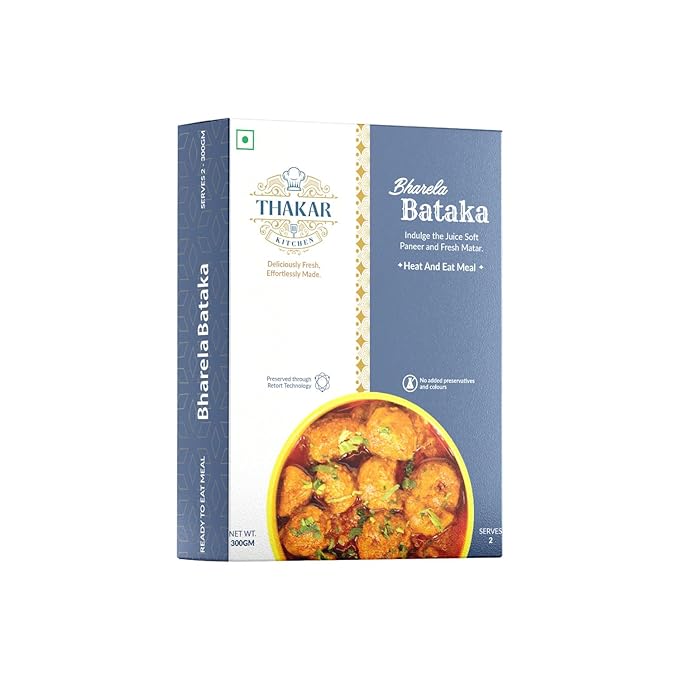 SERVES 2 - 300GM
Bharela Bataka
READY TO EAT MEAL
THAKAR
KITCHEN
Deliciously Fresh,
Effortlessly Made.
Preserved through
Retort Technology
NET WT.
300GM
Bharela
Bataka
Indulge the Juice Soft
Paneer and Fresh Matar.
Heat And Eat Meal
No added preservatives
and colours
SERVES
2